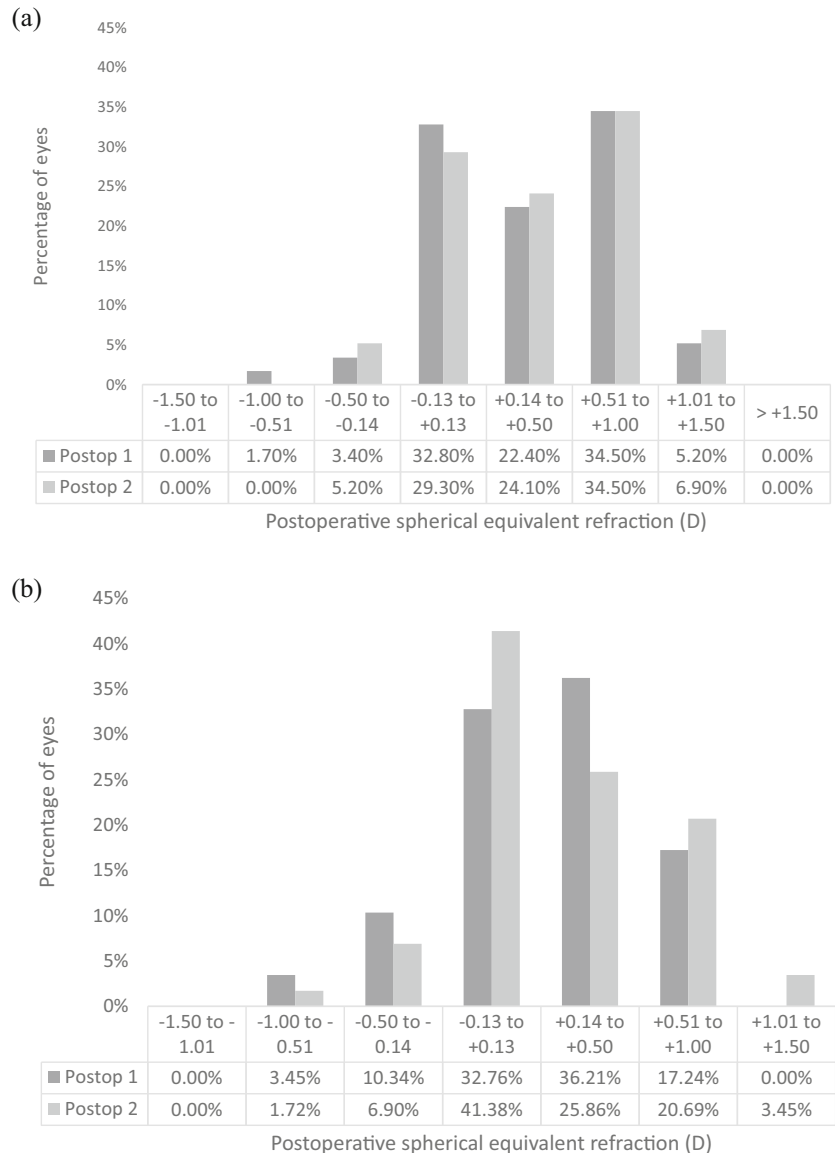 (a)
45%
40%
35%
30%
25%
20%
15%
10%
5%
0%
Percentage of eyes
-1.50 to -1.00 to -0.50 to -0.13 to +0.14 to +0.51 to +1.01 to > +1.50
-1.01 -0.51 -0.14 +0.13 +0.50 +1.00 +1.50
Postop 1 0.00% 1.70% 3.40% 32.80% 22.40% 34.50% 5.20% 0.00%
Postop 2 0.00% 0.00% 5.20% 29.30% 24.10% 34.50% 6.90% 0.00%
Postoperative spherical equivalent refraction (D)
(b)
45%
40%
35%
30%
25%
20%
15%
10%
5%
0%
Percentage of eyes
-1.50 to - -1.00 to - -0.50 to - -0.13 to +0.14 to +0.51 to +1.01 to
1.01 0.51 0.14 +0.13 +0.50 +1.00 +1.50
Postop 1 0.00% 3.45% 10.34% 32.76% 36.21% 17.24% 0.00%
Postop 2 0.00% 1.72% 6.90% 41.38% 25.86% 20.69% 3.45%
Postoperative spherical equivalent refraction (D)